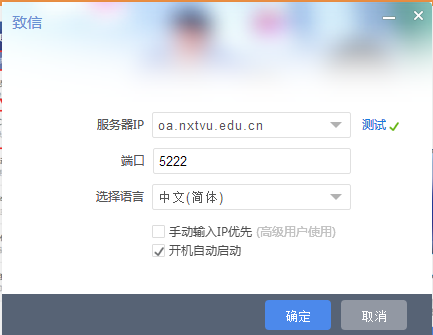 致信
服务器IP oa.nxtvu.edu.cn 测试
端口 5222
选择语言 中文(简体)
手动输入IP优先 (高级用户使用)
开机自动启动
确定 取消